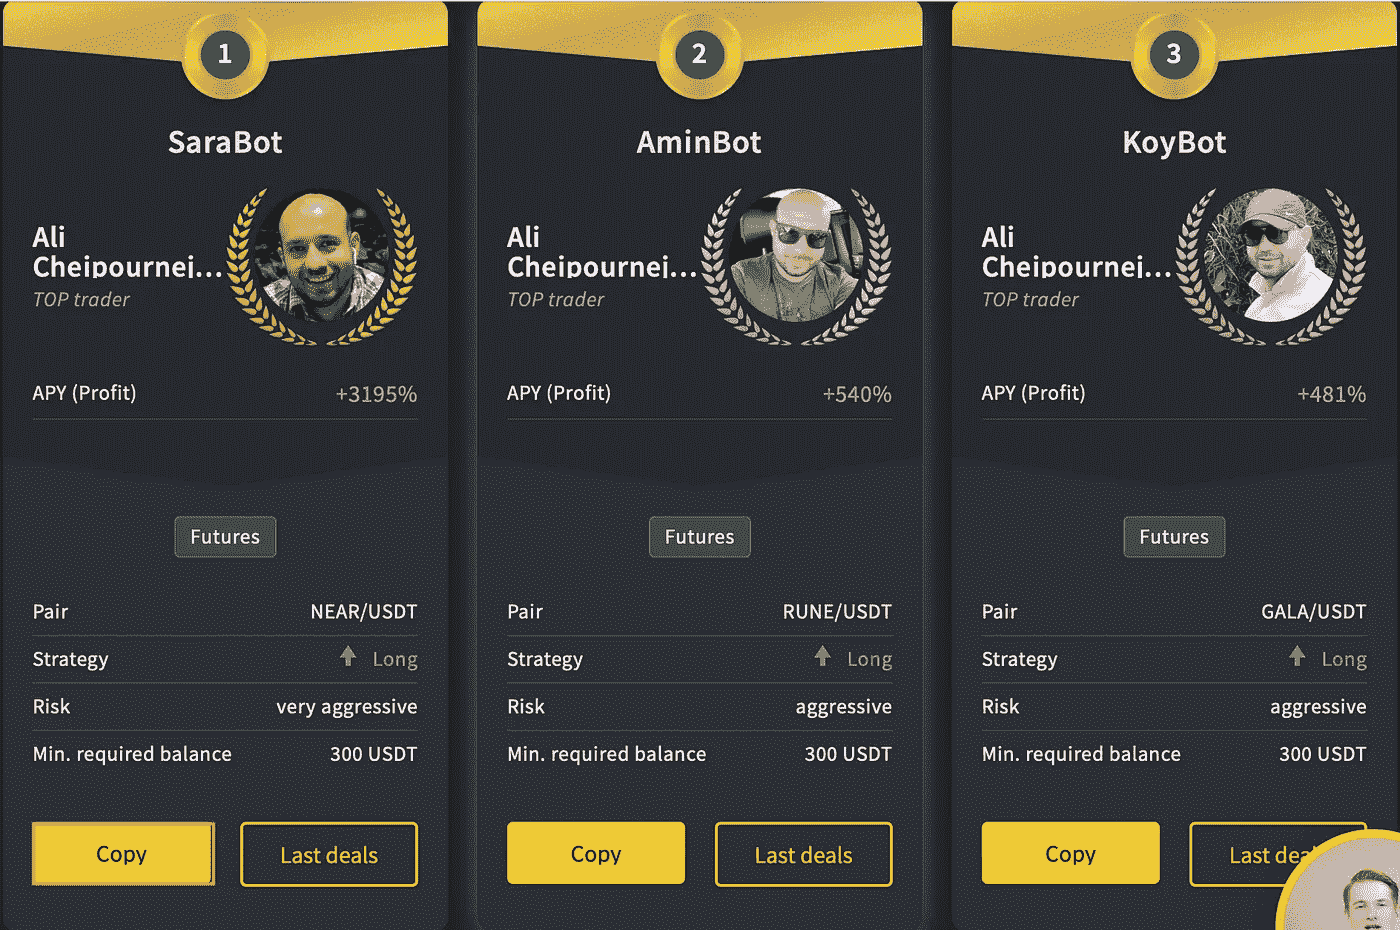 1
SaraBot
Ali
Cheipournei...
TOP trader
APY (Profit) +3195%
Futures
Pair NEAR/USDT
Strategy Long
Risk very aggressive
Min. required balance 300 USDT
Copy Last deals
2
AminBot
Ali
Cheipournei...
TOP trader
APY (Profit) +540%
Futures
Pair RUNE/USDT
Strategy Long
Risk aggressive
Min. required balance 300 USDT
Copy Last deals
3
KoyBot
Ali
Cheipournei...
TOP trader
APY (Profit) +481%
Futures
Pair GALA/USDT
Strategy Long
Risk aggressive
Min. required balance 300 USDT
Copy Last dea